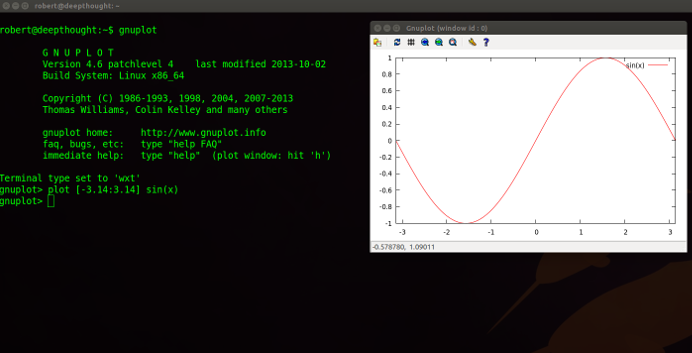 robert@deepthought: ~
robert@deepthought:~$ gnuplot
G N U P L O T
Version 4.6 patchlevel 4    last modified 2013-10-02
Build System: Linux x86_64
Copyright (C) 1986-1993, 1998, 2004, 2007-2013
Thomas Williams, Colin Kelley and many others
gnuplot home:     http://www.gnuplot.info
faq, bugs, etc:   type "help FAQ"
immediate help:   type "help"  (plot window: hit 'h')
Terminal type set to 'wxt'
gnuplot> plot [-3.14:3.14] sin(x)
gnuplot>
Gnuplot (window id : 0)
sin(x)
1
0.8
0.6
0.4
0.2
0
-0.2
-0.4
-0.6
-0.8
-1
-3 -2 -1 0 1 2 3
-0.578780, 1.09011